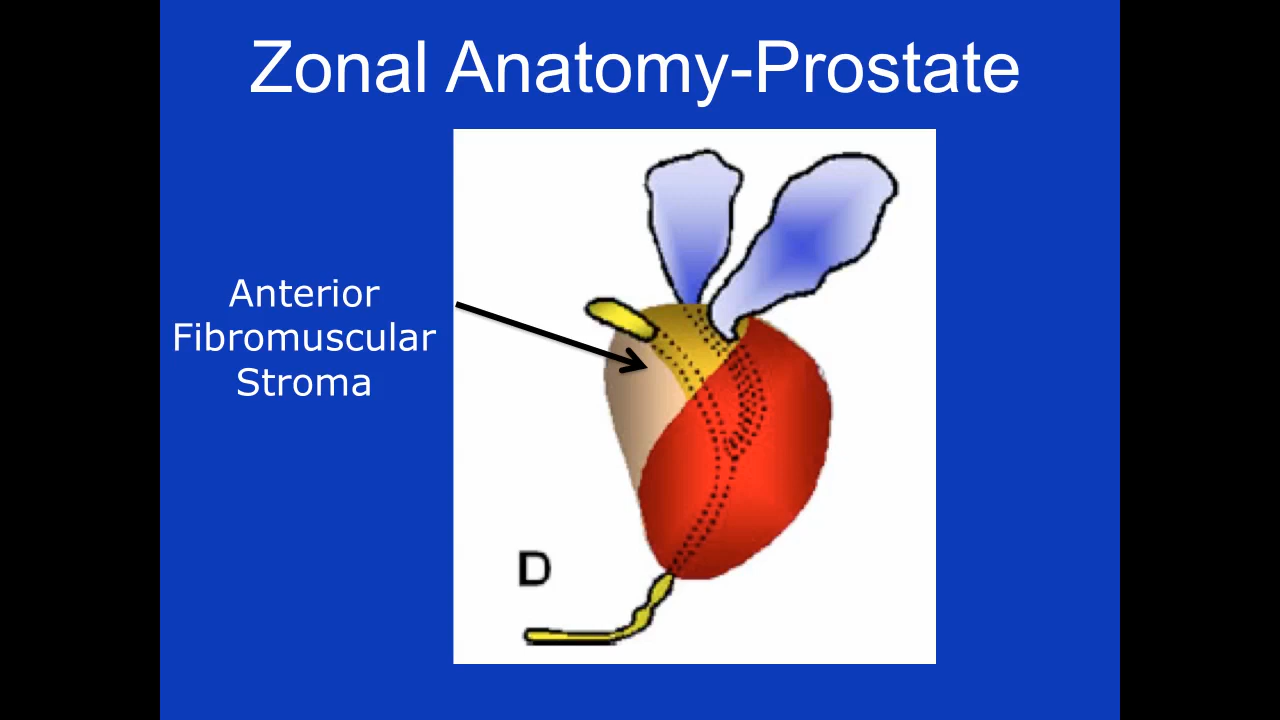 Zonal Anatomy-Prostate
Anterior
Fibromuscular
Stroma
D